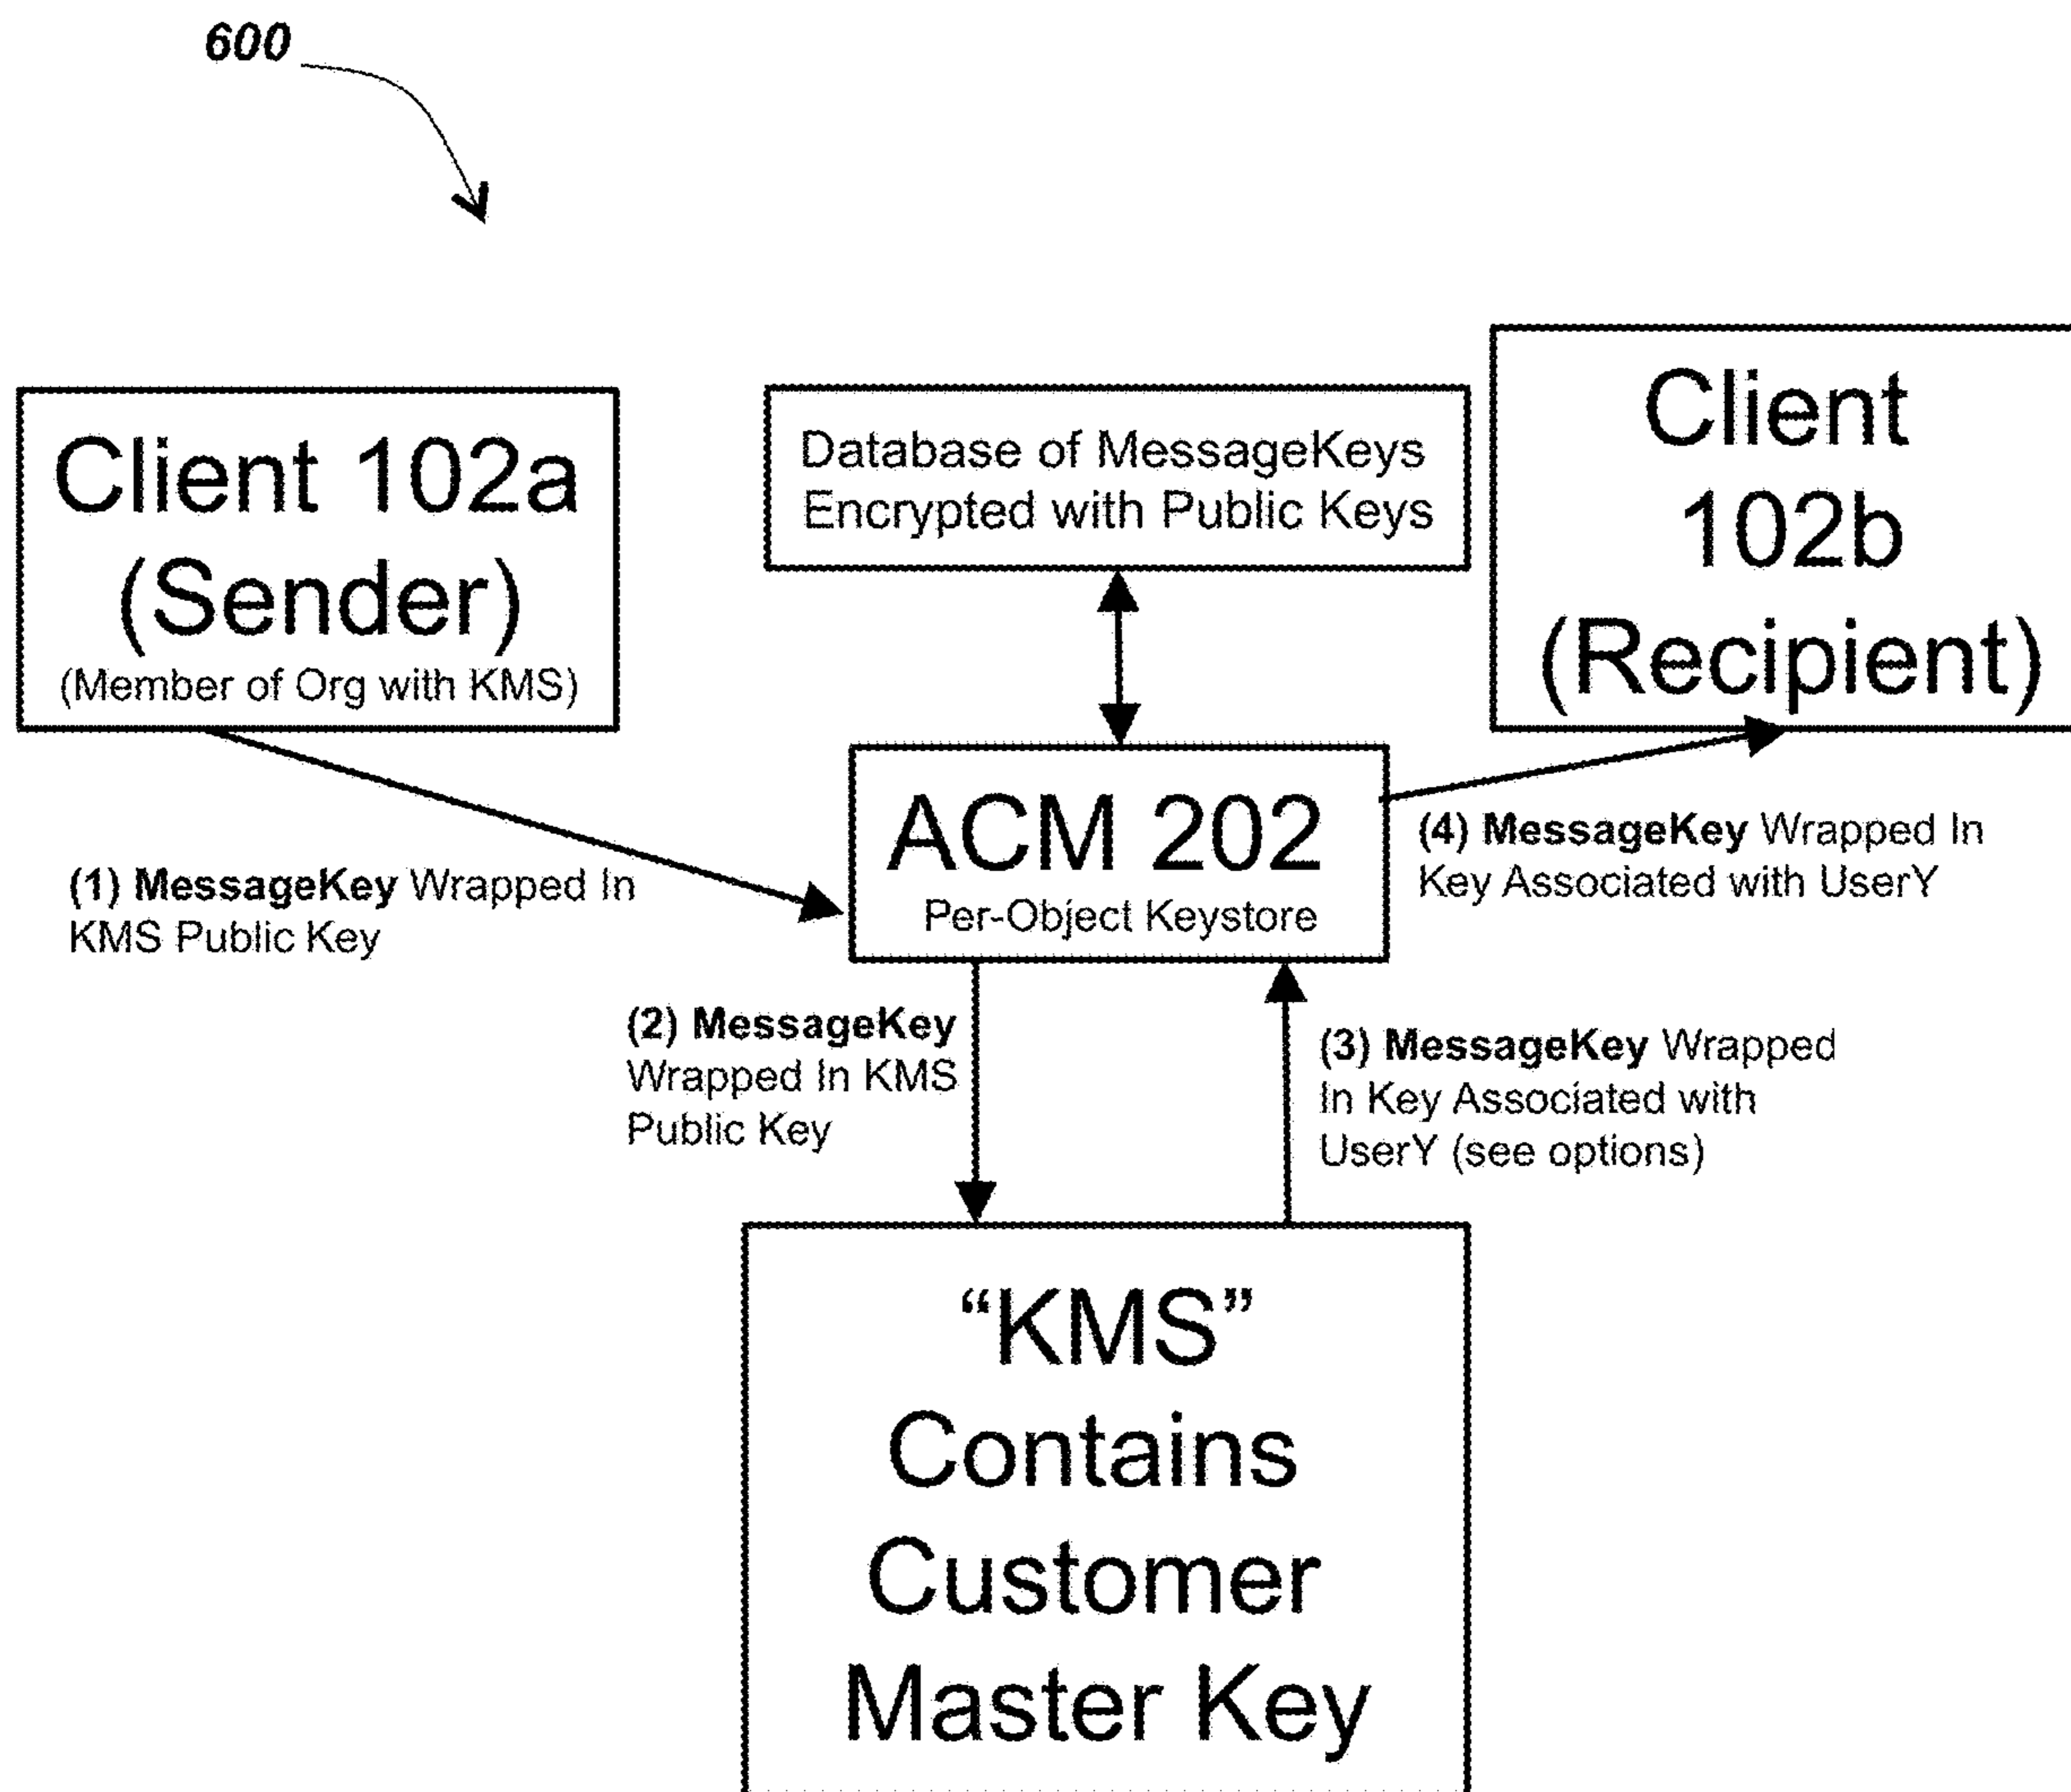 600
Client 102a
(Sender)
(Member of Org with KMS)
Database of MessageKeys
Encrypted with Public Keys
Client
102b
(Recipient)
ACM 202
Per-Object Keystore
(1) MessageKey Wrapped In
KMS Public Key
(4) MessageKey Wrapped In
Key Associated with UserY
(2) MessageKey
Wrapped In KMS
Public Key
(3) MessageKey Wrapped
In Key Associated with
UserY (see options)
“KMS”
Contains
Customer
Master Key